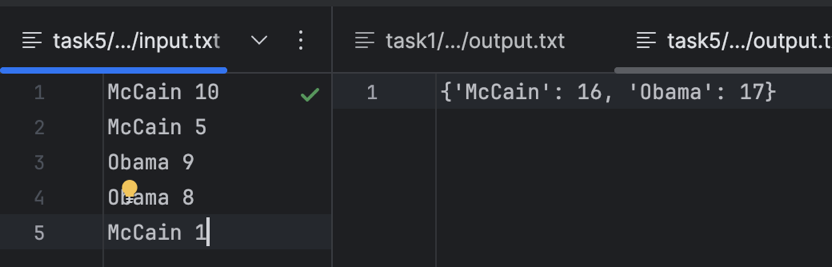 task5/.../input.txt
task1/.../output.txt
task5/.../output.t
1 McCain 10
2 McCain 5
3 Obama 9
4 Obama 8
5 McCain 1
1 {'McCain': 16, 'Obama': 17}